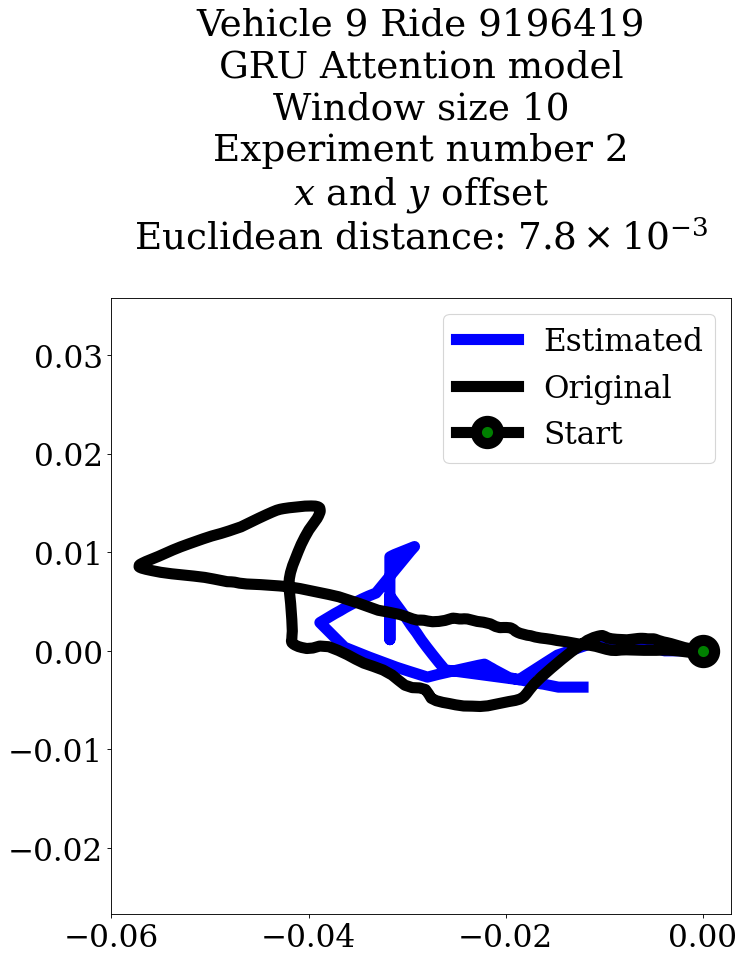 Vehicle 9 Ride 9196419
GRU Attention model
Window size 10
Experiment number 2
x and y offset
Euclidean distance: 7.8 × 10⁻³
Estimated
Original
Start
0.03
0.02
0.01
0.00
−0.01
−0.02
−0.06
−0.04
−0.02
0.00